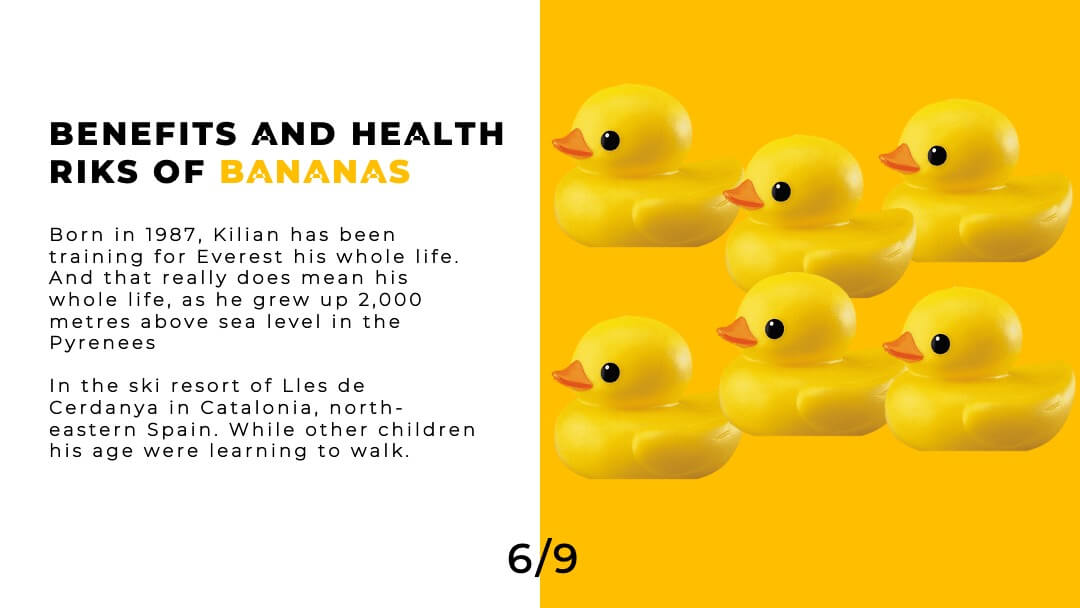 BENEFITS AND HEALTH
RIKS OF BANANAS
Born in 1987, Kilian has been
training for Everest his whole life.
And that really does mean his
whole life, as he grew up 2,000
metres above sea level in the
Pyrenees
In the ski resort of Lles de
Cerdanya in Catalonia, north-
eastern Spain. While other children
his age were learning to walk.
6/9